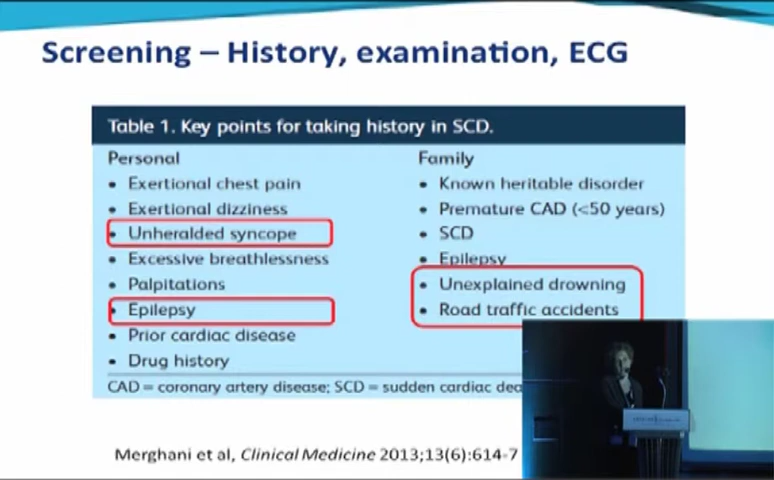 Screening – History, examination, ECG
Table 1. Key points for taking history in SCD.
Personal
• Exertional chest pain
• Exertional dizziness
• Unheralded syncope
• Excessive breathlessness
• Palpitations
• Epilepsy
• Prior cardiac disease
• Drug history
Family
• Known heritable disorder
• Premature CAD (<50 years)
• SCD
• Epilepsy
• Unexplained drowning
• Road traffic accidents
CAD = coronary artery disease; SCD = sudden cardiac dea
Merghani et al, Clinical Medicine 2013;13(6):614-7